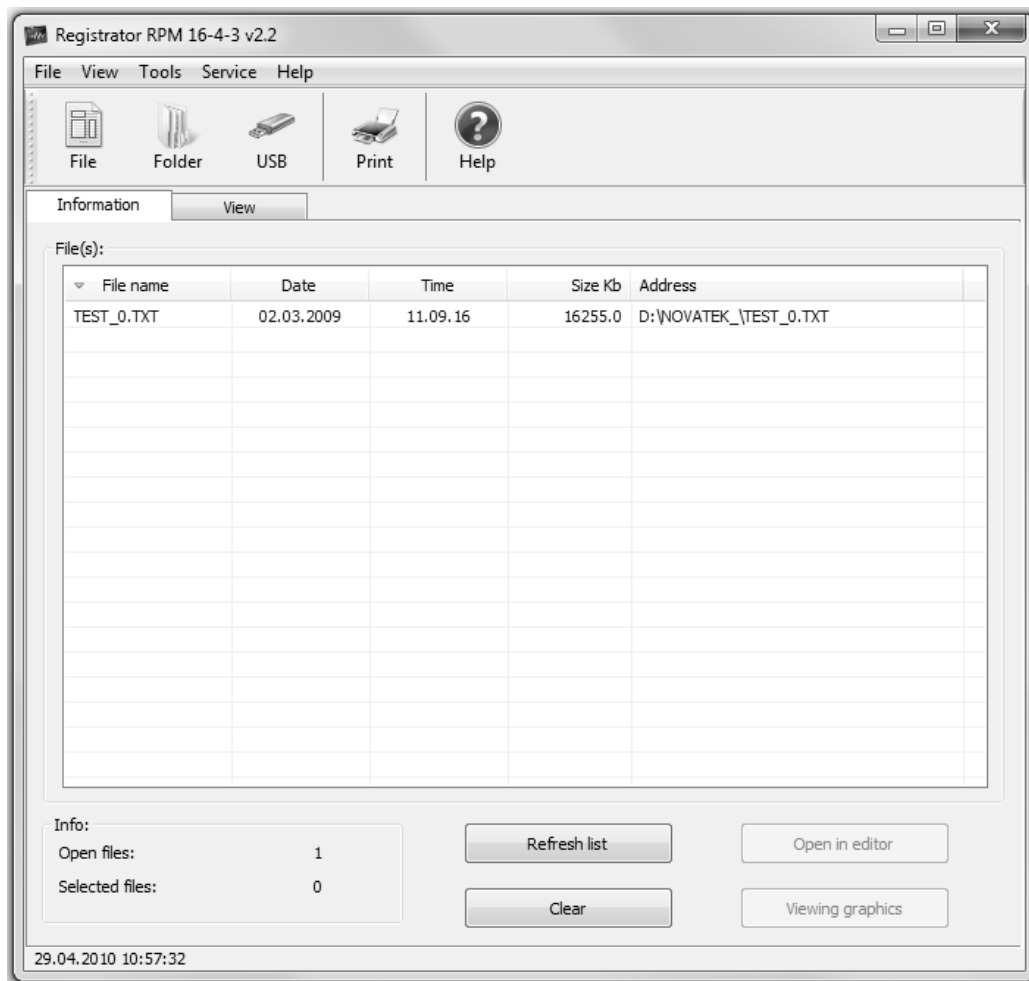 Registrator RPM 16-4-3 v2.2
File View Tools Service Help
File Folder USB Print Help
Information View
File(s):
File name Date Time Size Kb Address
TEST_0.TXT 02.03.2009 11.09.16 16255.0 D:\NOVATEK_\TEST_0.TXT
Info:
Open files: 1
Selected files: 0
Refresh list Open in editor
Clear Viewing graphics
29.04.2010 10:57:32